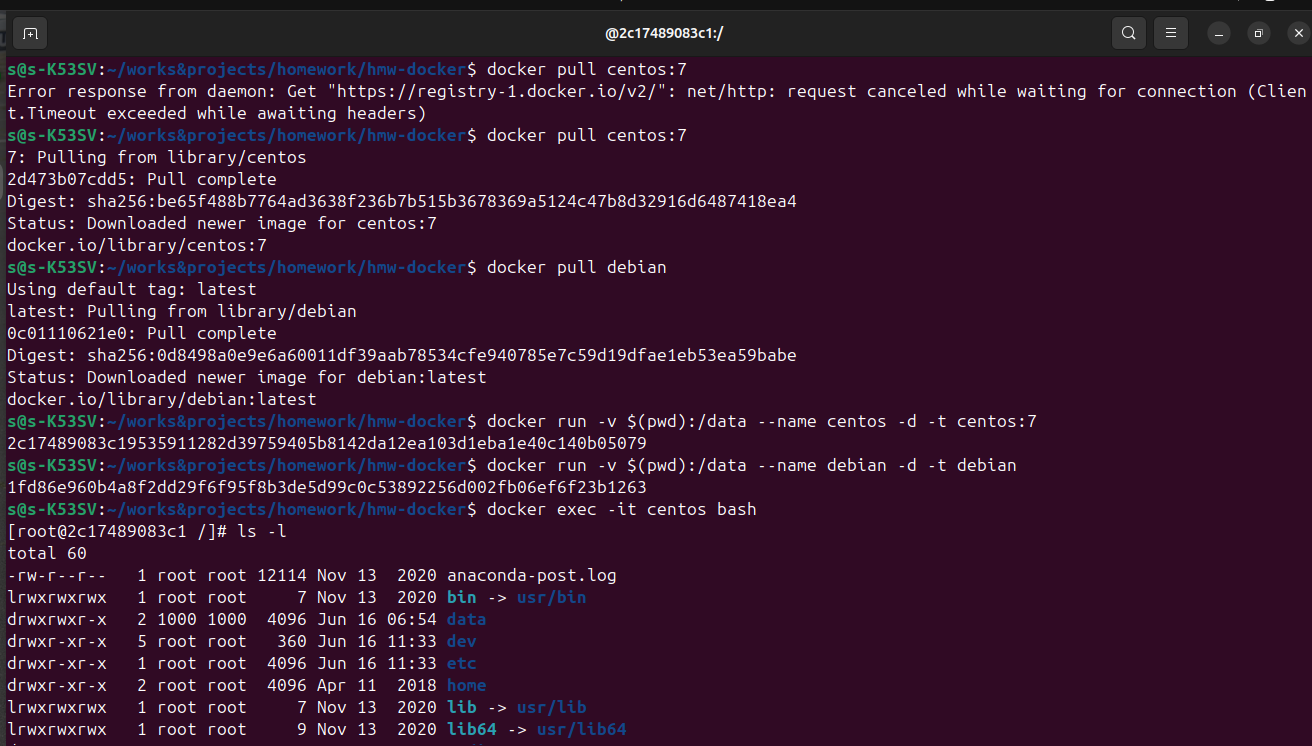 @2c17489083c1:/
s@s-K53SV:~/works&projects/homework/hmw-docker$ docker pull centos:7
Error response from daemon: Get "https://registry-1.docker.io/v2/": net/http: request canceled while waiting for connection (Clien
t.Timeout exceeded while awaiting headers)
s@s-K53SV:~/works&projects/homework/hmw-docker$ docker pull centos:7
7: Pulling from library/centos
2d473b07cdd5: Pull complete
Digest: sha256:be65f488b7764ad3638f236b7b515b3678369a5124c47b8d32916d6487418ea4
Status: Downloaded newer image for centos:7
docker.io/library/centos:7
s@s-K53SV:~/works&projects/homework/hmw-docker$ docker pull debian
Using default tag: latest
latest: Pulling from library/debian
0c01110621e0: Pull complete
Digest: sha256:0d8498a0e9e6a60011df39aab78534cfe940785e7c59d19dfae1eb53ea59babe
Status: Downloaded newer image for debian:latest
docker.io/library/debian:latest
s@s-K53SV:~/works&projects/homework/hmw-docker$ docker run -v $(pwd):/data --name centos -d -t centos:7
2c17489083c19535911282d39759405b8142da12ea103d1eba1e40c140b05079
s@s-K53SV:~/works&projects/homework/hmw-docker$ docker run -v $(pwd):/data --name debian -d -t debian
1fd86e960b4a8f2dd29f6f95f8b3de5d99c0c53892256d002fb06ef6f23b1263
s@s-K53SV:~/works&projects/homework/hmw-docker$ docker exec -it centos bash
[root@2c17489083c1 /]# ls -l
total 60
-rw-r--r--   1 root root 12114 Nov 13  2020 anaconda-post.log
lrwxrwxrwx   1 root root     7 Nov 13  2020 bin -> usr/bin
drwxrwxr-x   2 1000 1000  4096 Jun 16 06:54 data
drwxr-xr-x   5 root root   360 Jun 16 11:33 dev
drwxr-xr-x   1 root root  4096 Jun 16 11:33 etc
drwxr-xr-x   2 root root  4096 Apr 11  2018 home
lrwxrwxrwx   1 root root     7 Nov 13  2020 lib -> usr/lib
lrwxrwxrwx   1 root root     9 Nov 13  2020 lib64 -> usr/lib64